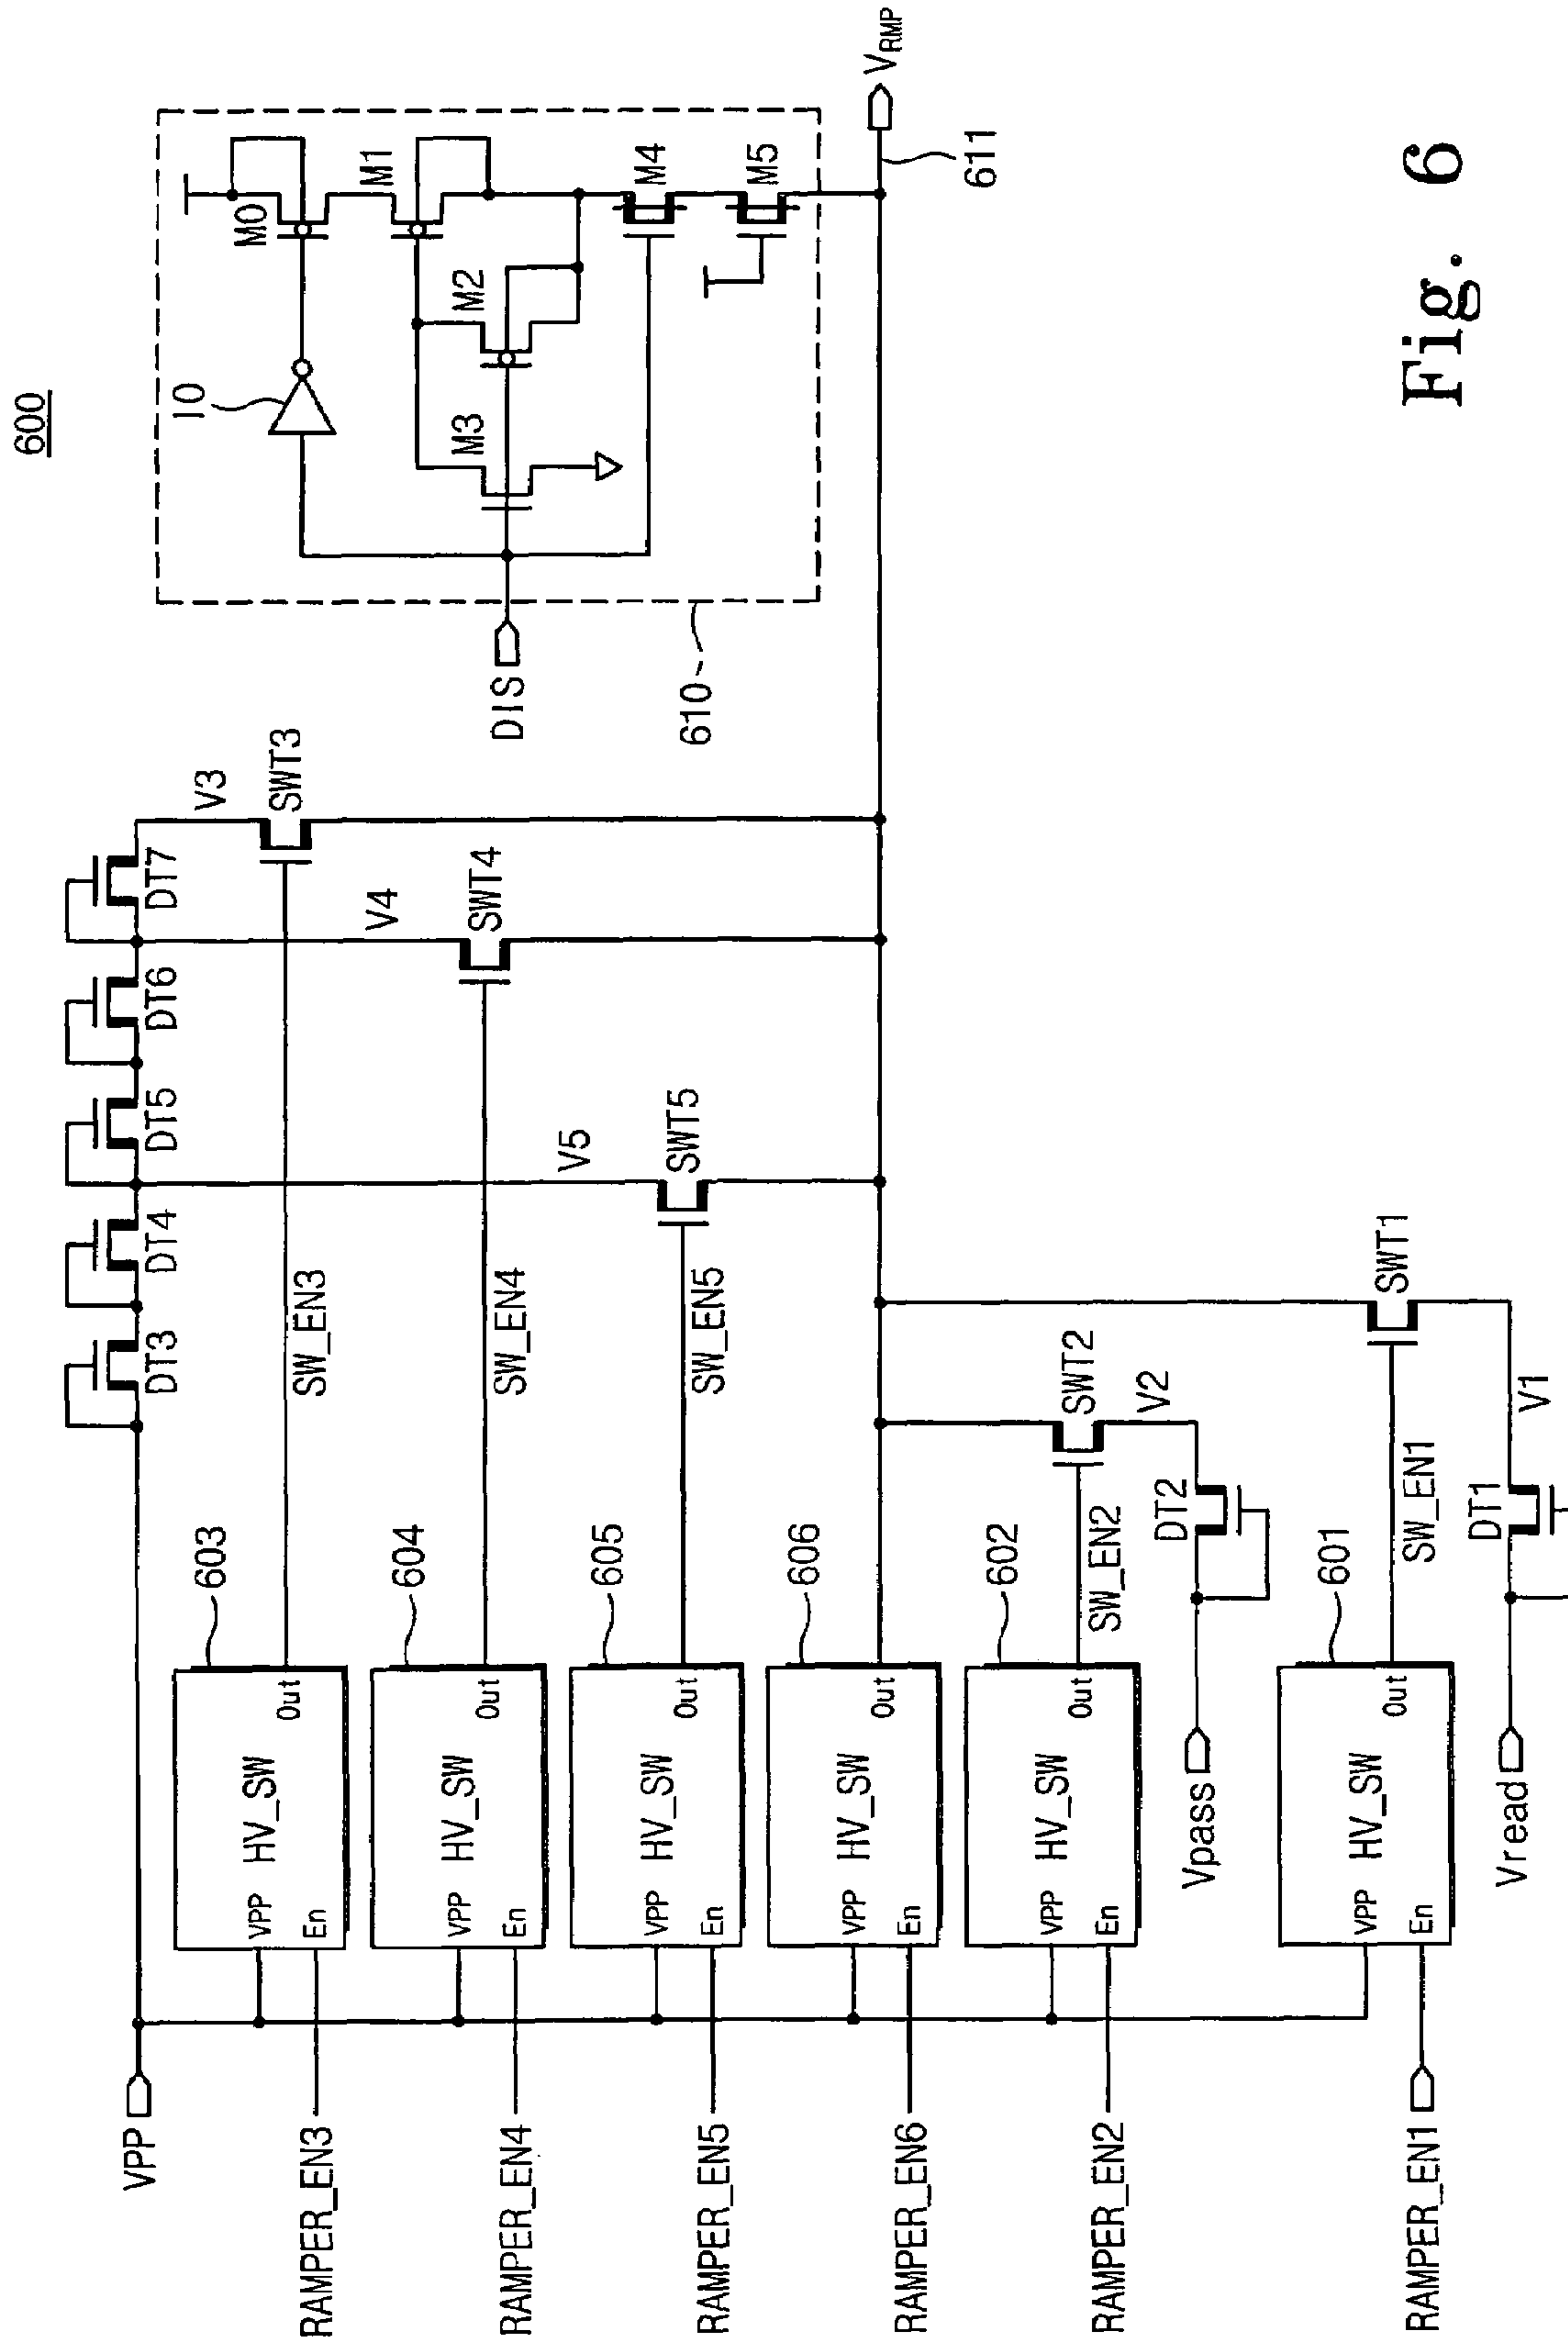 600
VPP
DT3
DT4
DT5
DT6
DT7
V3
SWT3
SW_EN3
V4
SWT4
SW_EN4
V5
SWT5
SW_EN5
603
VPP
HV_SW
En
Out
RAMPER_EN3
604
VPP
HV_SW
En
Out
RAMPER_EN4
605
VPP
HV_SW
En
Out
RAMPER_EN5
606
VPP
HV_SW
En
Out
RAMPER_EN6
602
VPP
HV_SW
En
Out
RAMPER_EN2
SW_EN2
SWT2
V2
DT2
Vpass
601
VPP
HV_SW
En
Out
RAMPER_EN1
SW_EN1
SWT1
V1
DT1
Vread
DIS
610
I0
M0
M1
M2
M3
M4
M5
611
VRMP
Fig. 6